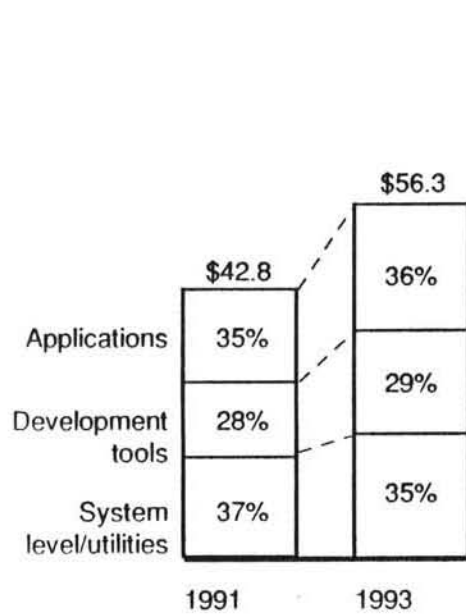 $56.3
$42.8
36%
Applications
35%
29%
Development
tools
28%
System
level/utilities
37%
35%
1991
1993